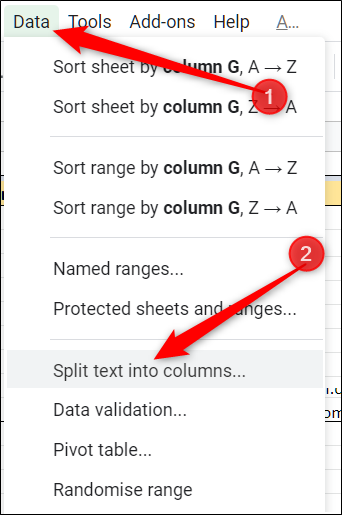 Data Tools Add-ons Help A...
Sort sheet by column G, A → Z
1
Sort sheet by column G, Z → A
Sort range by column G, A → Z
Sort range by column G, Z → A
2
Named ranges...
Protected sheets and ranges...
Split text into columns...
Data validation...
Pivot table...
Randomise range